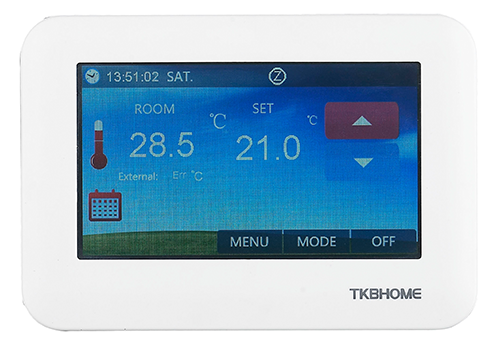 13:51:02 SAT. Z
ROOM SET
°C °C
28.5 21.0
External: Err °C
MENU MODE OFF
TKBHOME